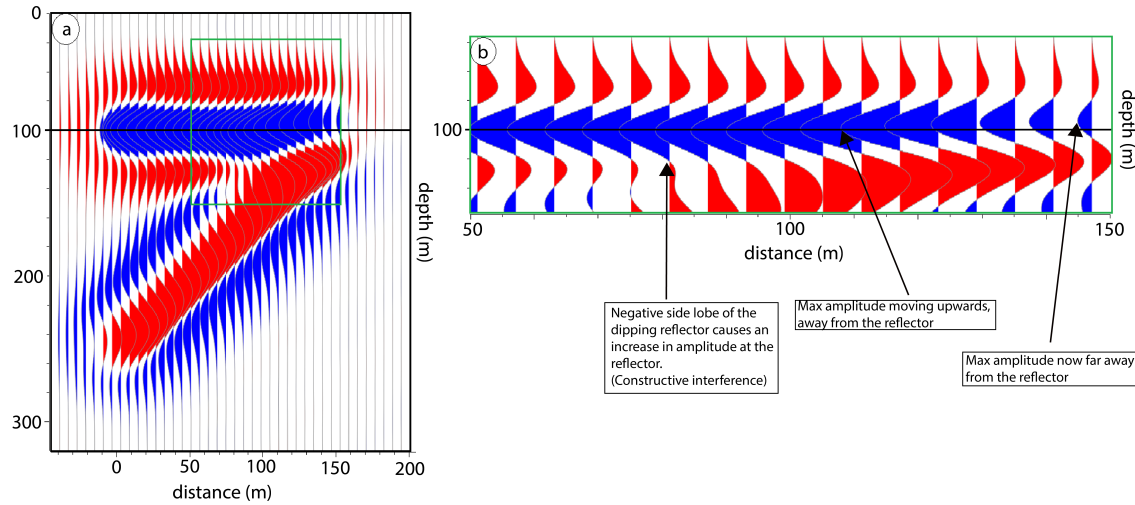 a
0
100
200
300
depth (m)
0
50
100
150
200
distance (m)
b
100
depth (m)
50
100
150
distance (m)
Negative side lobe of the
dipping reflector causes an
increase in amplitude at the
reflector.
(Constructive interference)
Max amplitude moving upwards,
away from the reflector
Max amplitude now far away
from the reflector